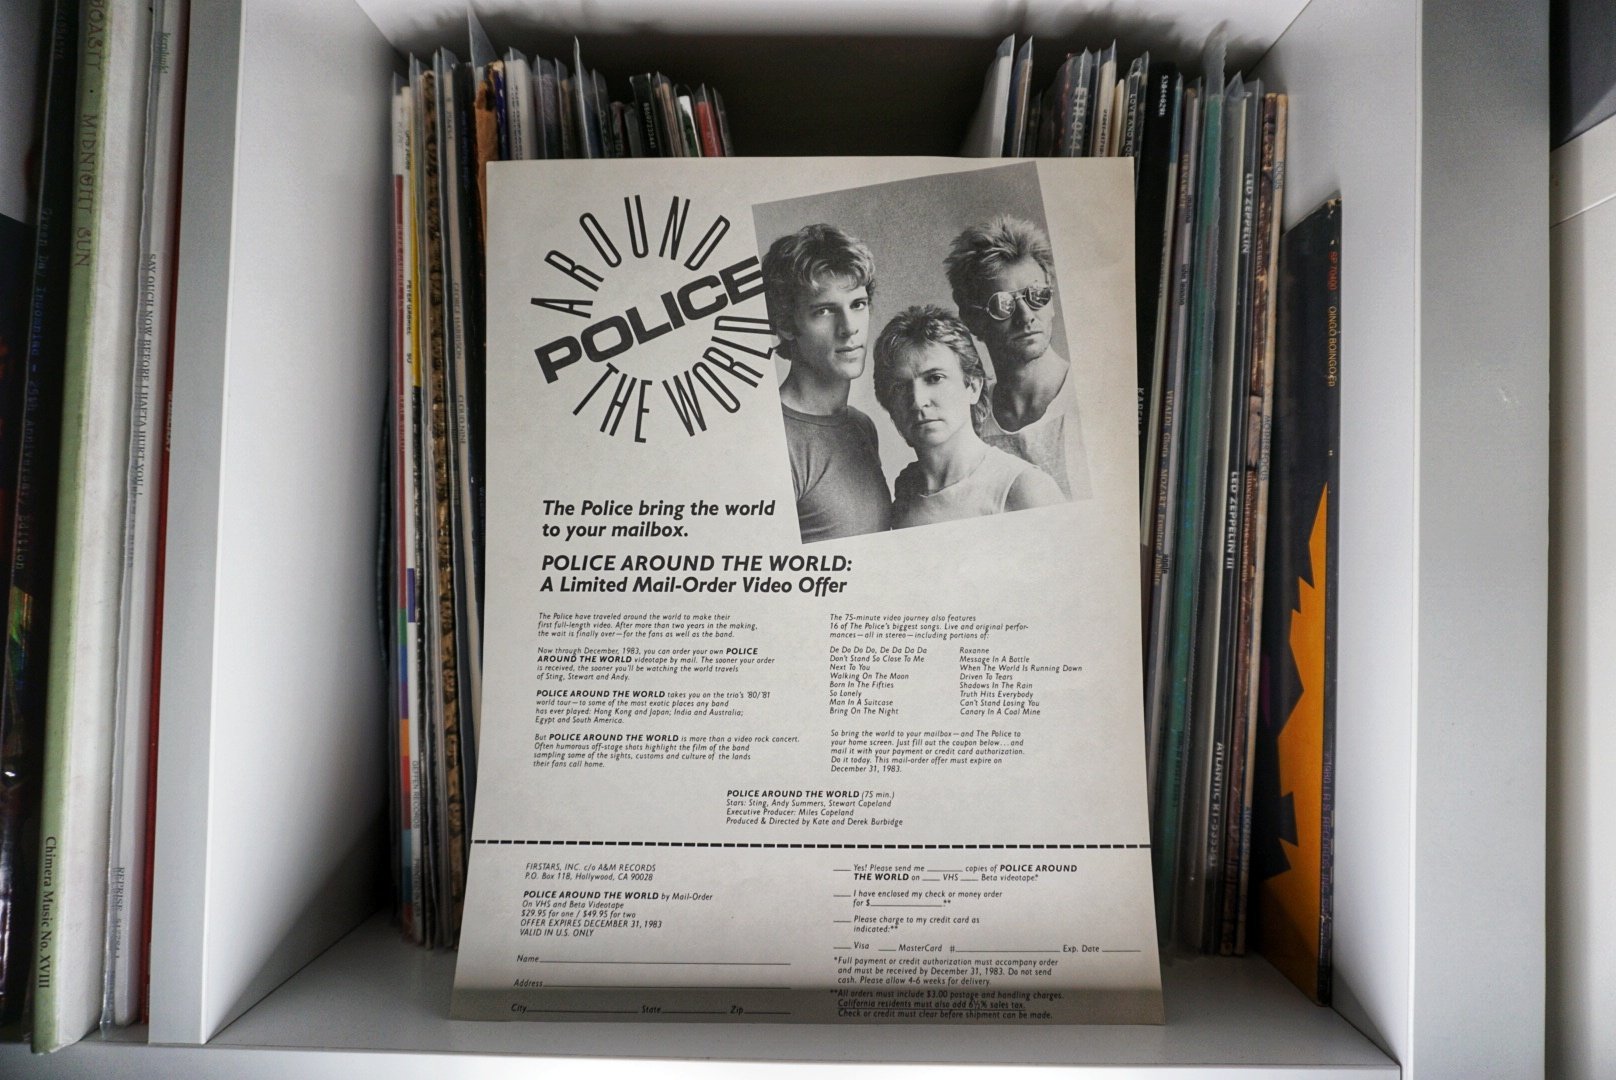 AROUND
POLICE
THE WORLD
The Police bring the world
to your mailbox.
POLICE AROUND THE WORLD:
A Limited Mail-Order Video Offer
The Police have traveled around the world to make their
first full-length video. After more than two years in the making,
the wait is finally over—for the fans as well as the band.
Now through December, 1983, you can order your own POLICE
AROUND THE WORLD videotape by mail. The sooner your order
is received, the sooner you'll be watching the world travels
of Sting, Stewart and Andy.
POLICE AROUND THE WORLD takes you on the trio's '80/'81
world tour—to some of the most exotic places any band
has ever played: Hong Kong and Japan; India and Australia;
Egypt and South America.
But POLICE AROUND THE WORLD is more than a video rock concert.
Often humorous off-stage shots highlight the film of the band
sampling some of the sights, customs and culture of the lands
their fans call home.
The 75-minute video journey also features
16 of The Police's biggest songs. Live and original perfor-
mances—all in stereo—including portions of:
De Do Do Do, De Da Da Da
Don't Stand So Close To Me
Next To You
Walking On The Moon
Born In The Fifties
So Lonely
Man In A Suitcase
Bring On The Night
Roxanne
Message In A Bottle
When The World Is Running Down
Driven To Tears
Shadows In The Rain
Truth Hits Everybody
Can't Stand Losing You
Canary In A Coal Mine
So bring the world to your mailbox—and The Police to
your home screen. Just fill out the coupon below...and
mail it with your payment or credit card authorization.
Do it today. This mail-order offer must expire on
December 31, 1983.
POLICE AROUND THE WORLD (75 min.)
Stars: Sting, Andy Summers, Stewart Copeland
Executive Producer: Miles Copeland
Produced & Directed by Kate and Derek Burbidge
FIRSTARS, INC. c/o A&M RECORDS
P.O. Box 118, Hollywood, CA 90028
POLICE AROUND THE WORLD by Mail-Order
On VHS and Beta Videotape
$29.95 for one / $49.95 for two
OFFER EXPIRES DECEMBER 31, 1983
VALID IN U.S. ONLY
Name
Address
City State Zip
Yes! Please send me copies of POLICE AROUND
THE WORLD on VHS Beta videotape.*
I have enclosed my check or money order
for $ .**
Please charge to my credit card as
indicated:**
Visa MasterCard # Exp. Date
*Full payment or credit authorization must accompany order
and must be received by December 31, 1983. Do not send
cash. Please allow 4-6 weeks for delivery.
**All orders must include $3.00 postage and handling charges.
California residents must also add 6½% sales tax.
Check or credit must clear before shipment can be made.
MIDNIGHT SUN
Chimera Music No. XVIII
SAY OUCH NOW BEFORE I HAFTA HURT YOU!
REPRISE
GEORGE HARRISON
LED ZEPPELIN
LED ZEPPELIN III
ATLANTIC
VIVALDI Gloria MOZART
FOCUS
SP 70400 OINGO BOINGO